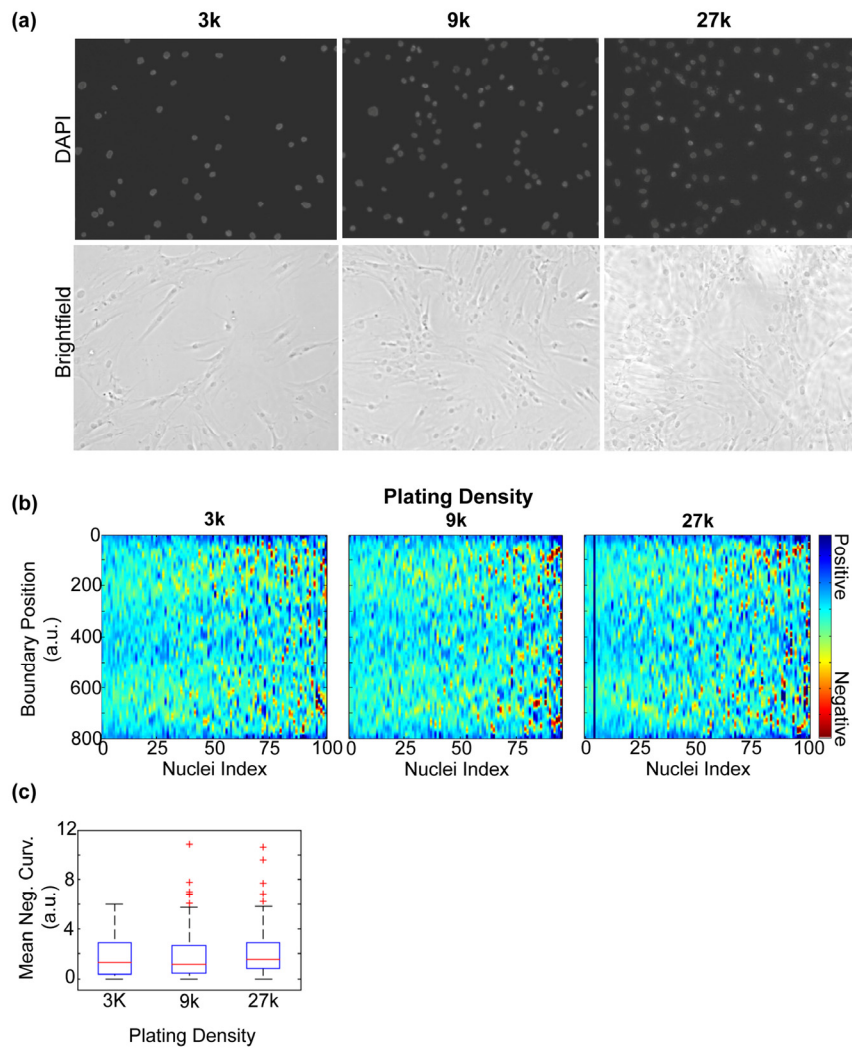 (a)
3k
9k
27k
DAPI
Brightfield
(b)
Plating Density
3k
9k
27k
Boundary Position
(a.u.)
0
200
400
600
800
0 25 50 75 100
Nuclei Index
0 25 50 75
Nuclei Index
0 25 50 75 100
Nuclei Index
Positive
Negative
(c)
Mean Neg. Curv.
(a.u.)
12
8
4
0
3K
9k
27k
Plating Density